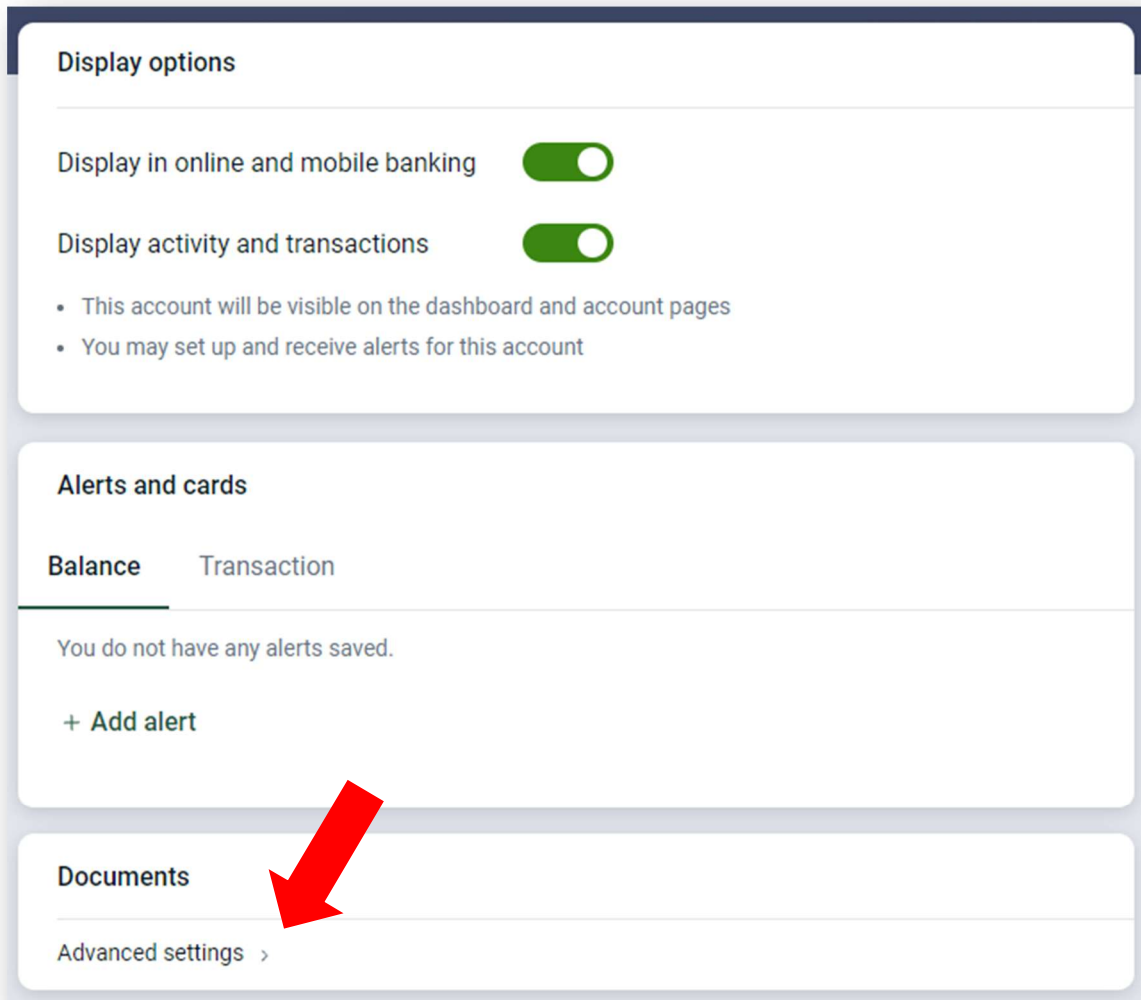 Display options
Display in online and mobile banking
Display activity and transactions
• This account will be visible on the dashboard and account pages
• You may set up and receive alerts for this account
Alerts and cards
Balance Transaction
You do not have any alerts saved.
+ Add alert
Documents
Advanced settings >